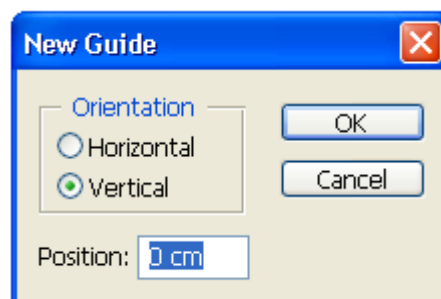 New Guide
Orientation
Horizontal
Vertical
OK
Cancel
Position: 0 cm